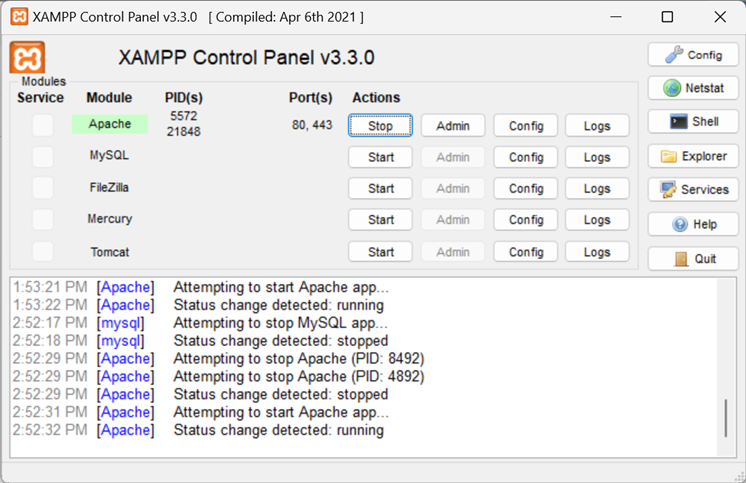 XAMPP Control Panel v3.3.0 [ Compiled: Apr 6th 2021 ]
XAMPP Control Panel v3.3.0
Config
Modules
Service Module PID(s) Port(s) Actions
Netstat
Apache 5572 21848 80, 443 Stop Admin Config Logs
Shell
MySQL Start Admin Config Logs
Explorer
FileZilla Start Admin Config Logs
Services
Mercury Start Admin Config Logs
Help
Tomcat Start Admin Config Logs
Quit
1:53:21 PM [Apache] Attempting to start Apache app...
1:53:22 PM [Apache] Status change detected: running
2:52:17 PM [mysql] Attempting to stop MySQL app...
2:52:18 PM [mysql] Status change detected: stopped
2:52:29 PM [Apache] Attempting to stop Apache (PID: 8492)
2:52:29 PM [Apache] Attempting to stop Apache (PID: 4892)
2:52:29 PM [Apache] Status change detected: stopped
2:52:31 PM [Apache] Attempting to start Apache app...
2:52:32 PM [Apache] Status change detected: running